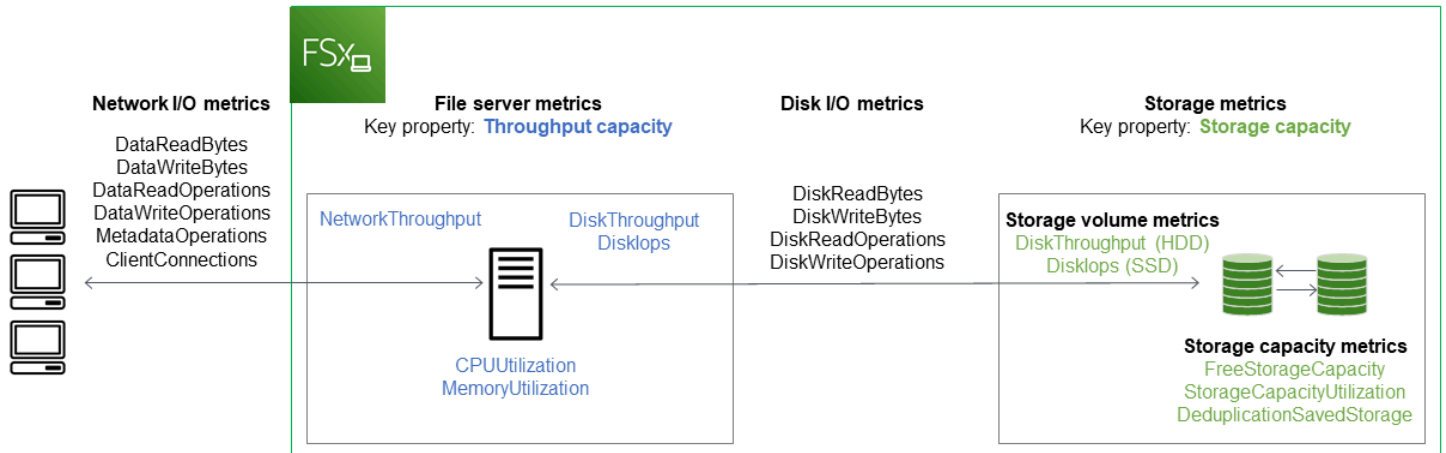 FSx
Network I/O metrics
DataReadBytes
DataWriteBytes
DataReadOperations
DataWriteOperations
MetadataOperations
ClientConnections
File server metrics
Key property: Throughput capacity
NetworkThroughput
DiskThroughput
DiskIops
CPUUtilization
MemoryUtilization
Disk I/O metrics
DiskReadBytes
DiskWriteBytes
DiskReadOperations
DiskWriteOperations
Storage metrics
Key property: Storage capacity
Storage volume metrics
DiskThroughput (HDD)
DiskIops (SSD)
Storage capacity metrics
FreeStorageCapacity
StorageCapacityUtilization
DeduplicationSavedStorage